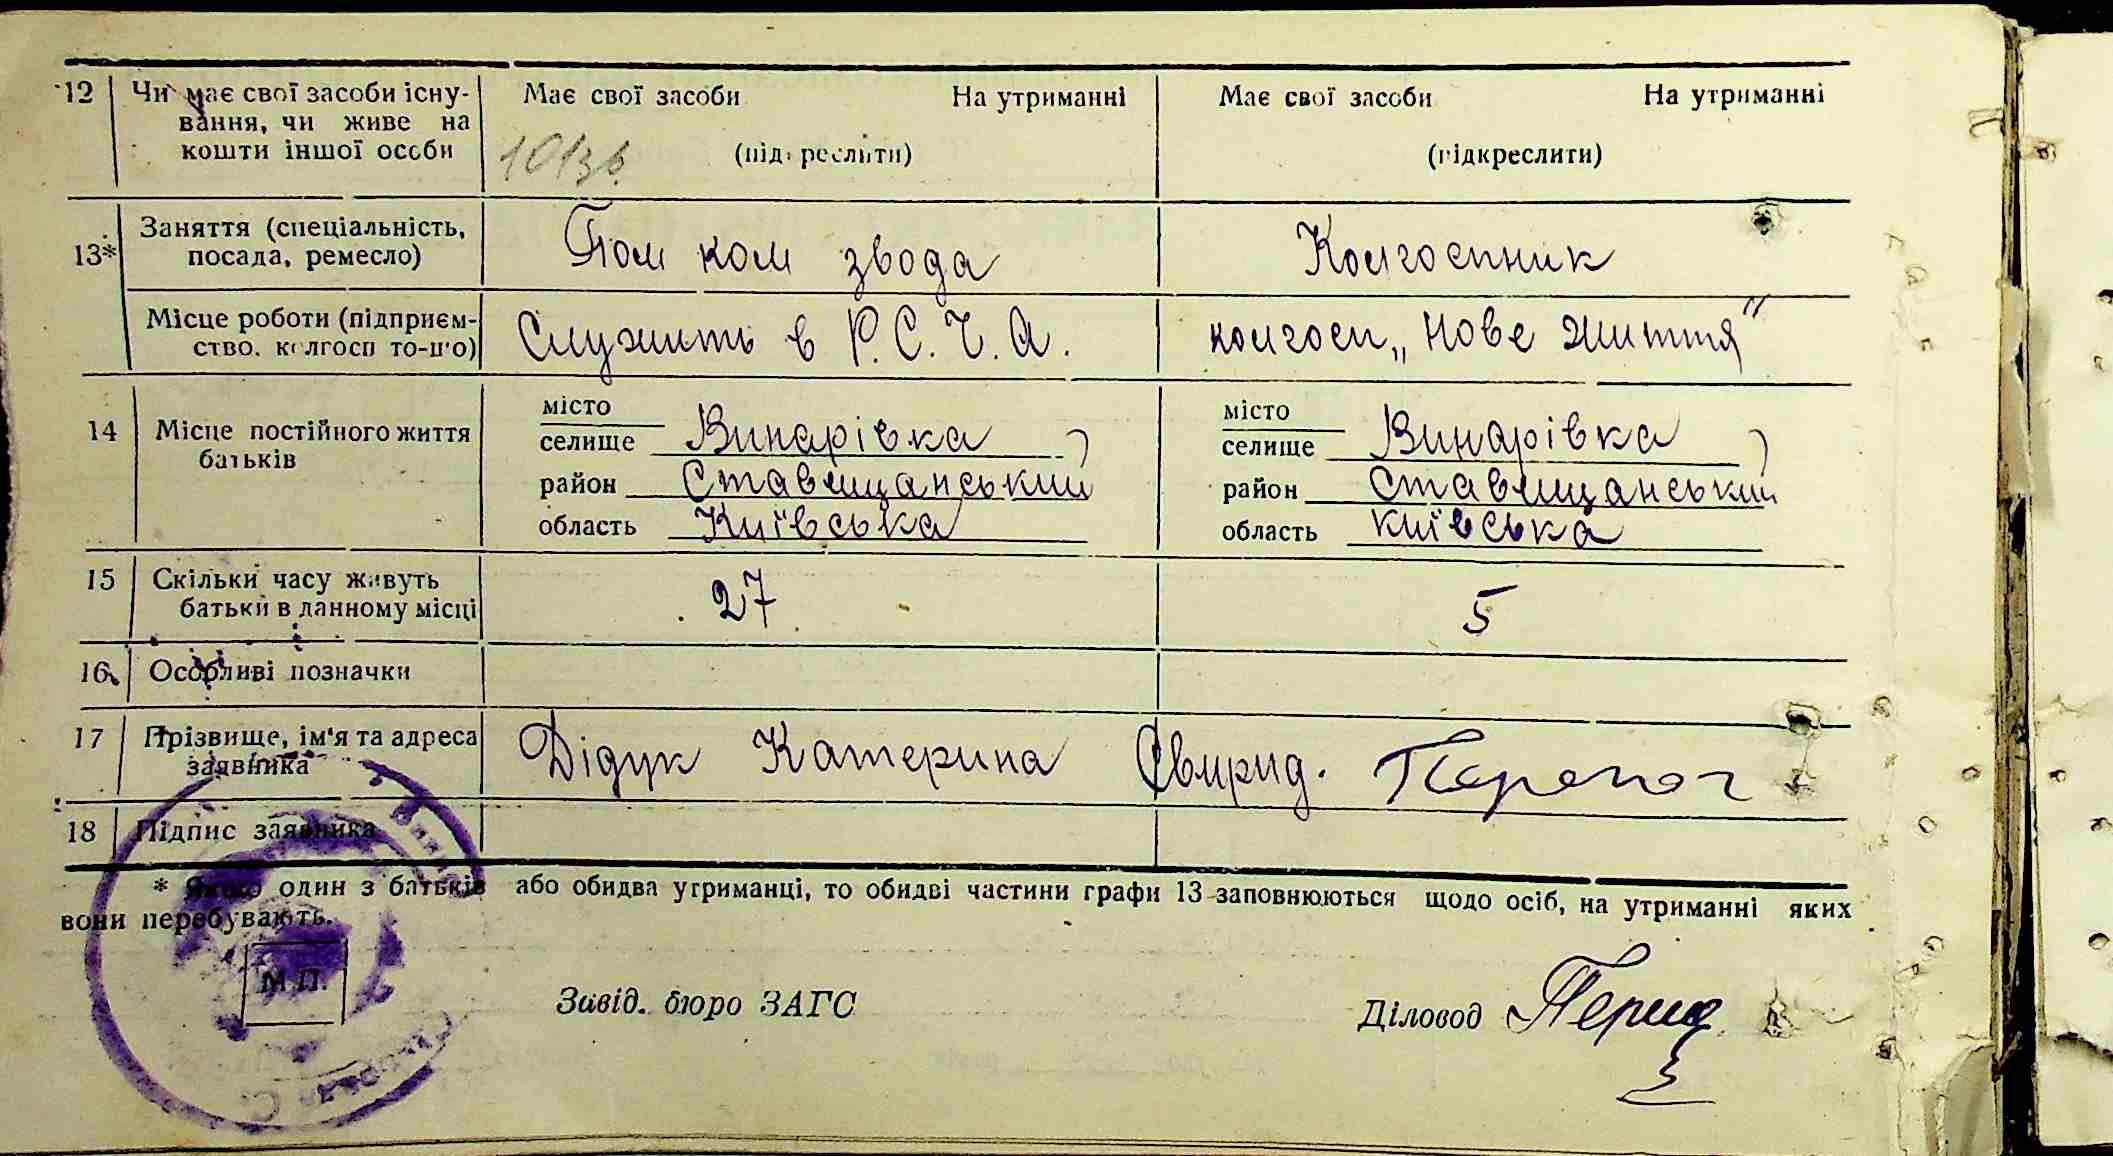 12 Чи має свої засоби існу-
вання, чи живе на
кошти іншої особи
Має свої засоби На утриманні
(підкреслити)
Має свої засоби На утриманні
(підкреслити)
13* Заняття (спеціальність,
посада, ремесло)
Пом ком звода
Колгоспник
Місце роботи (підприєм-
ство, колгосп то-що)
Служить в Р.С.Ч.А.
колгосп „Нове життя"
14 Місце постійного життя
батьків
місто
селище Винарівка
район Ставищанський
область Київська
місто
селище Винарівка
район Ставищанський
область Київська
15 Скільки часу живуть
батьки в данному місці
27
5
16 Особливі позначки
17 Прізвище, ім'я та адреса
заявника
Дідук Катерина Свирид.
18 Підпис заявника
* Якщо один з батьків або обидва утриманці, то обидві частини графи 13 заповнюються щодо осіб, на утриманні яких
вони перебувають.
М.П.
Завід. бюро ЗАГС
Діловод